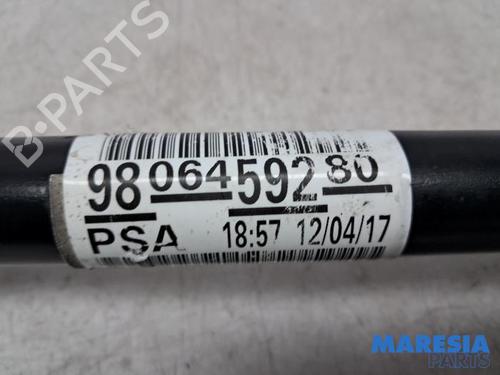 B-PARTS
98 064 592 80
PSA 18:57 12/04/17
MARESIA
PARTS